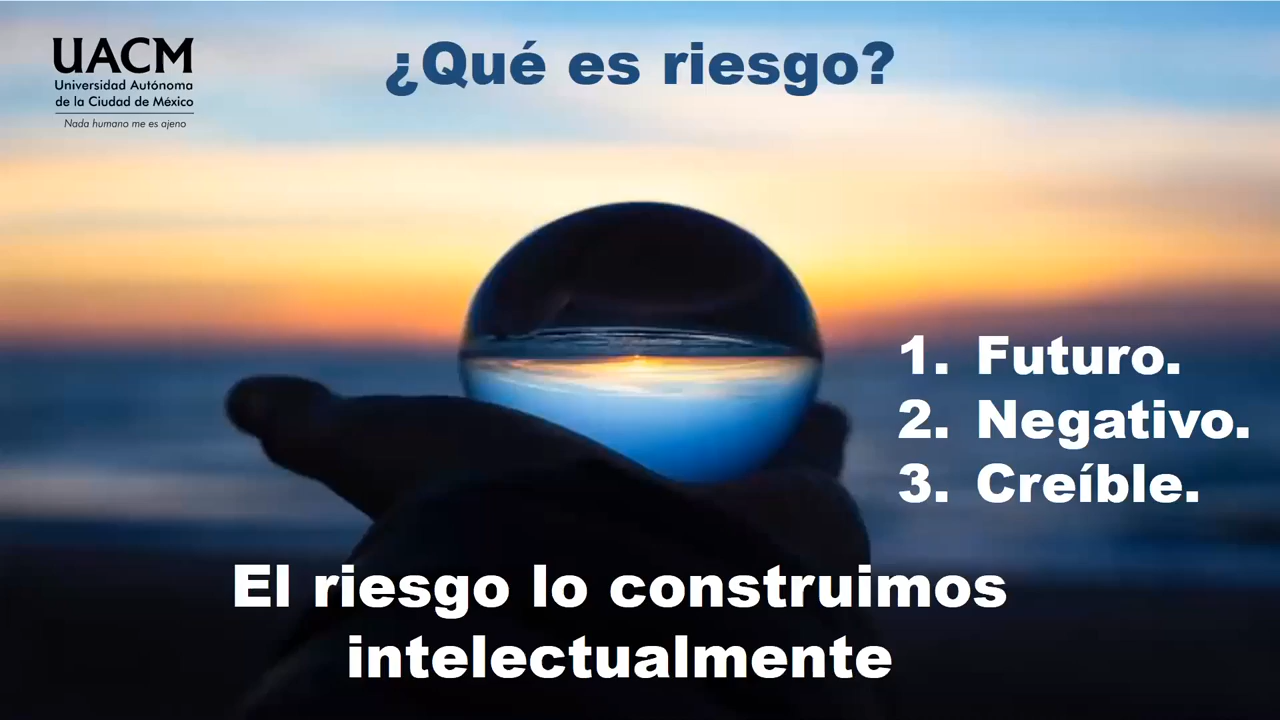 UACM
Universidad Autónoma
de la Ciudad de México
Nada humano me es ajeno
¿Qué es riesgo?
1. Futuro.
2. Negativo.
3. Creíble.
El riesgo lo construimos
intelectualmente